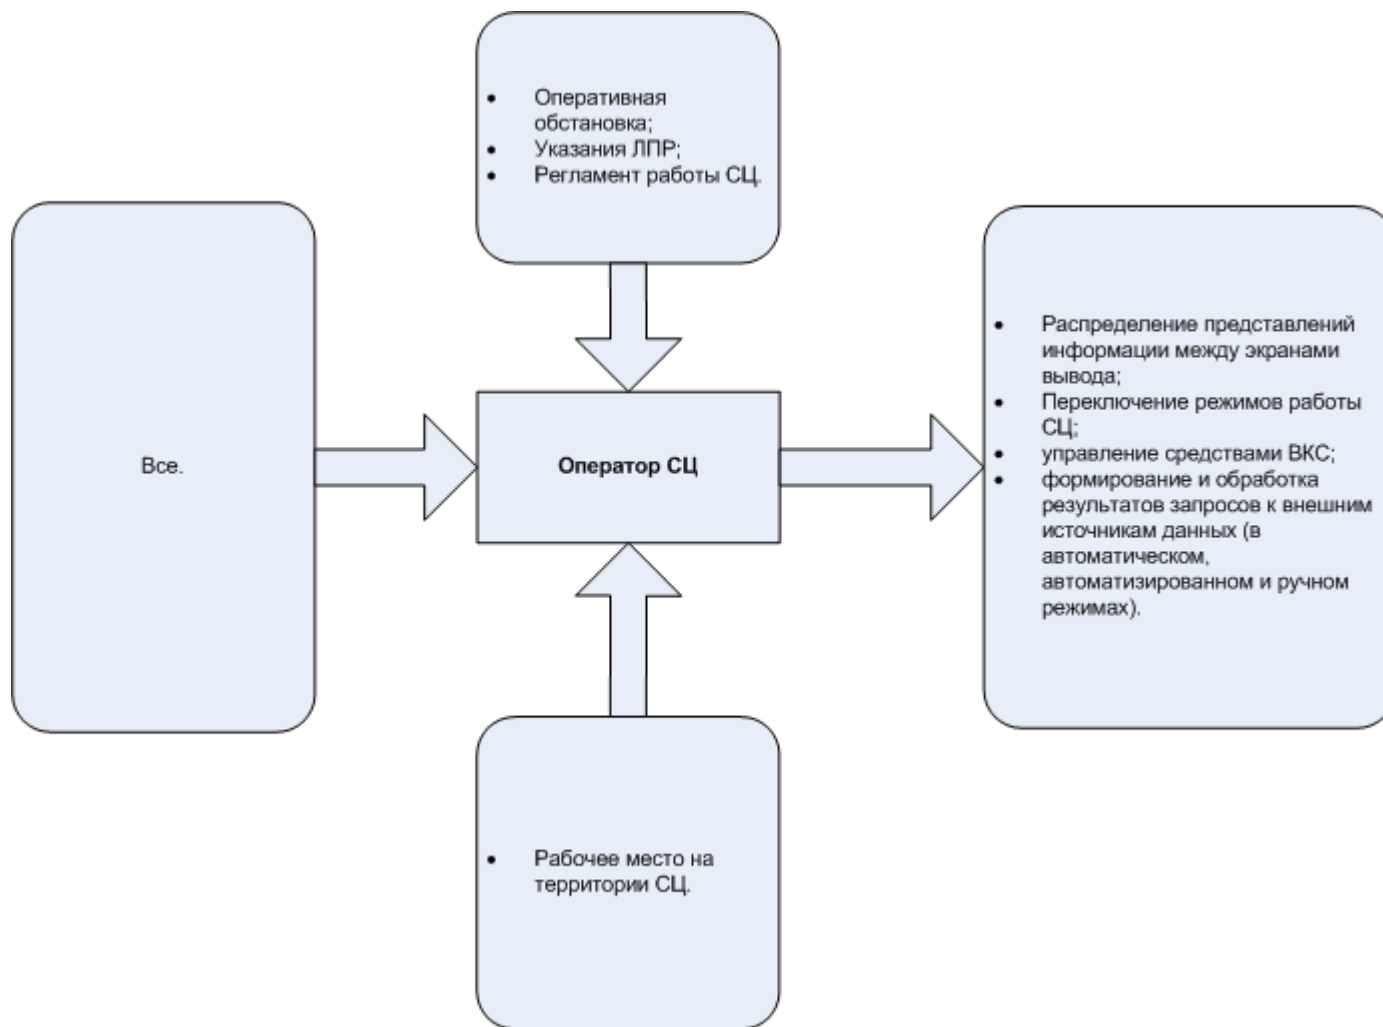 • Оперативная
обстановка;
• Указания ЛПР;
• Регламент работы СЦ.
Все.
Оператор СЦ
• Распределение представлений
информации между экранами
вывода;
• Переключение режимов работы
СЦ;
• управление средствами ВКС;
• формирование и обработка
результатов запросов к внешним
источникам данных (в
автоматическом,
автоматизированном и ручном
режимах).
• Рабочее место на
территории СЦ.